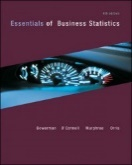 Essentials of Business Statistics
Bowerman O'Connell Murphree Orris